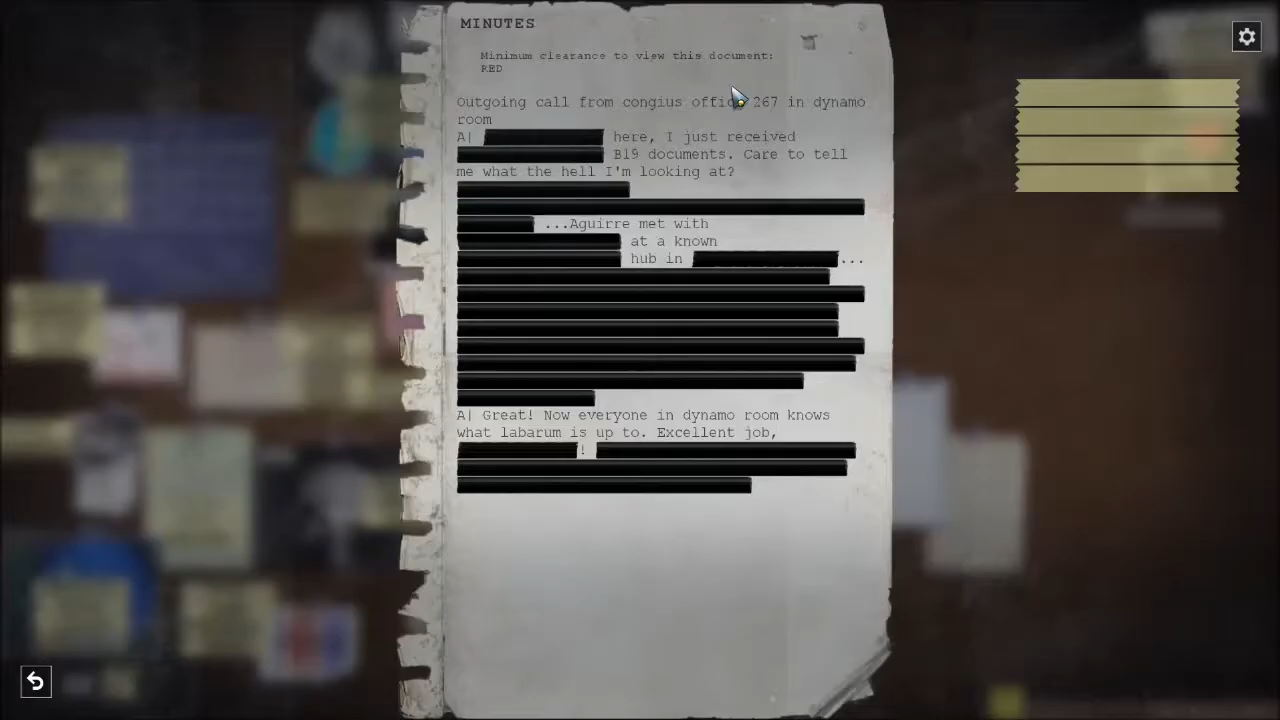 MINUTES
Minimum clearance to view this document:
RED
Outgoing call from congius office 267 in dynamo
room
A| here, I just received
B19 documents. Care to tell
me what the hell I'm looking at?
...Aguirre met with
at a known
hub in ...
A| Great! Now everyone in dynamo room knows
what labarum is up to. Excellent job,
!